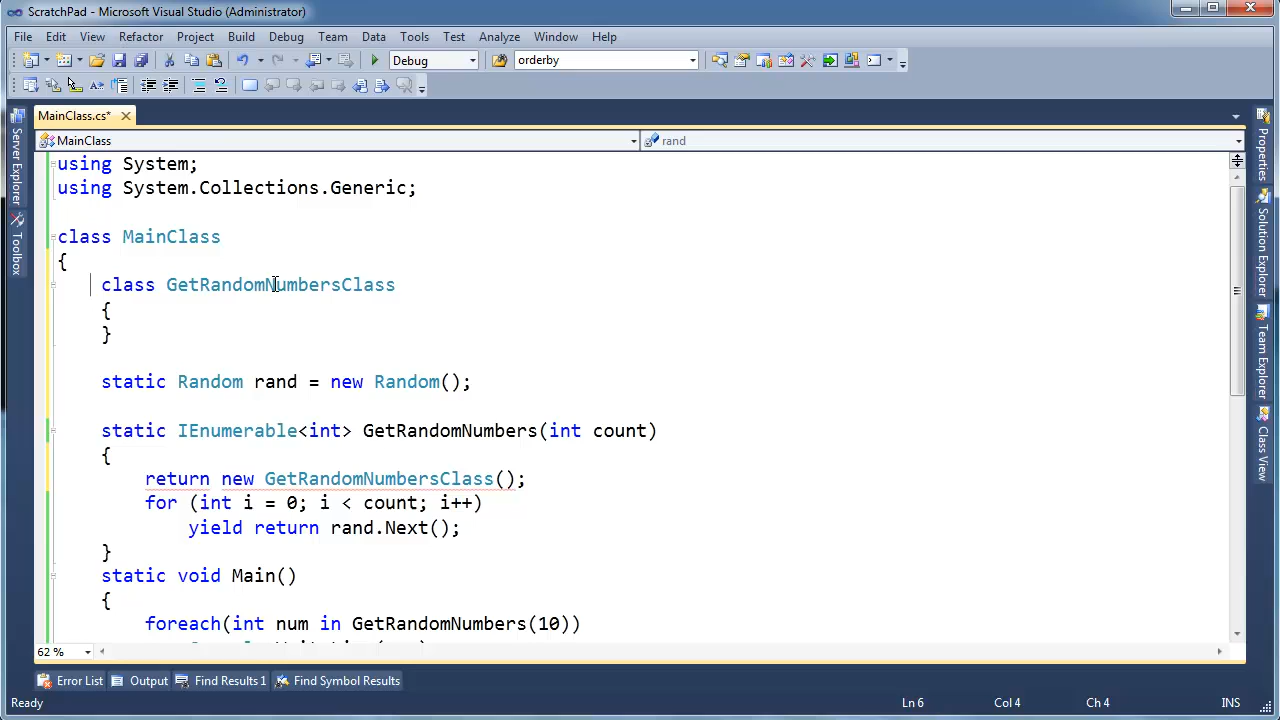 ScratchPad - Microsoft Visual Studio (Administrator)
File Edit View Refactor Project Build Debug Team Data Tools Test Analyze Window Help
Debug orderby
MainClass.cs*
MainClass rand
Server Explorer
Toolbox
Properties
Solution Explorer
Team Explorer
Class View
using System;
using System.Collections.Generic;
class MainClass
{
class GetRandomNumbersClass
{
}
static Random rand = new Random();
static IEnumerable<int> GetRandomNumbers(int count)
{
return new GetRandomNumbersClass();
for (int i = 0; i < count; i++)
yield return rand.Next();
}
static void Main()
{
foreach(int num in GetRandomNumbers(10))
62 %
Error List Output Find Results 1 Find Symbol Results
Ready Ln 6 Col 4 Ch 4 INS